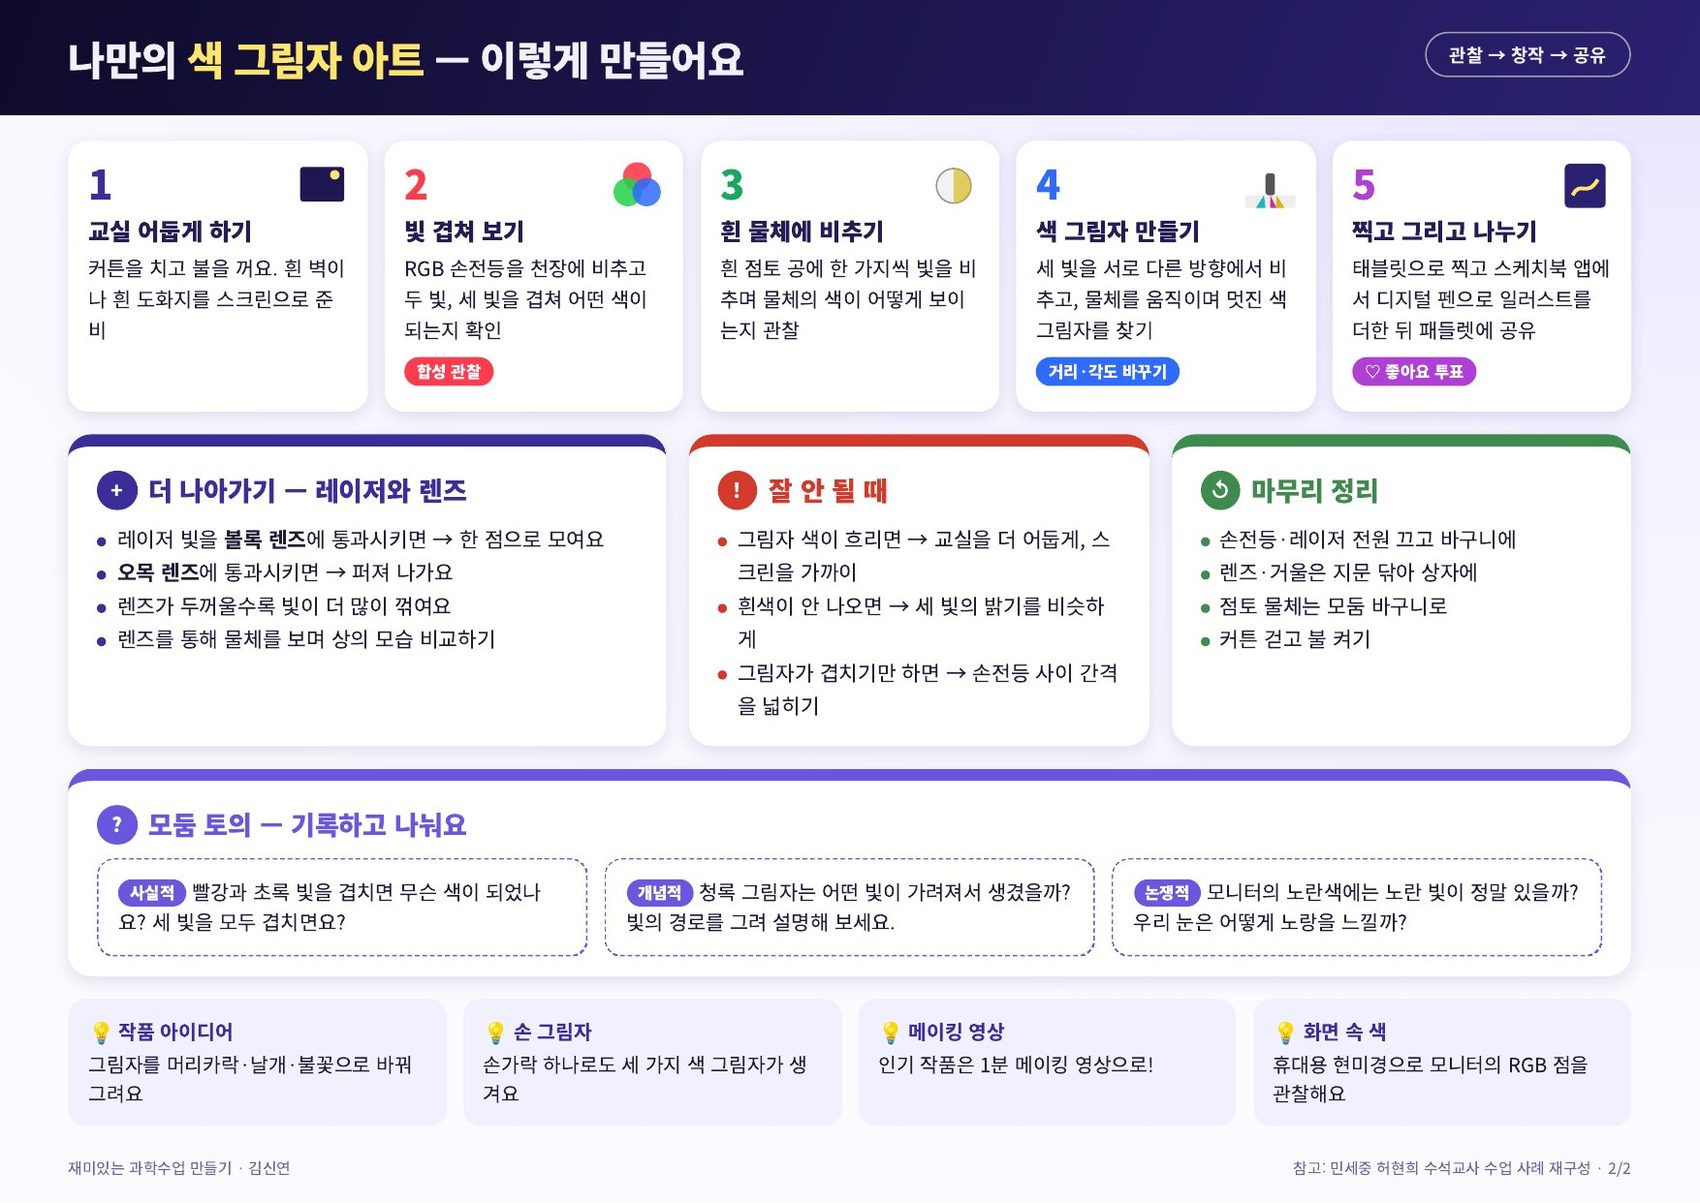 나만의 색 그림자 아트 — 이렇게 만들어요
관찰 → 창작 → 공유
1
교실 어둡게 하기
커튼을 치고 불을 꺼요. 흰 벽이
나 흰 도화지를 스크린으로 준
비
2
빛 겹쳐 보기
RGB 손전등을 천장에 비추고
두 빛, 세 빛을 겹쳐 어떤 색이
되는지 확인
합성 관찰
3
흰 물체에 비추기
흰 점토 공에 한 가지씩 빛을 비
추며 물체의 색이 어떻게 보이
는지 관찰
4
색 그림자 만들기
세 빛을 서로 다른 방향에서 비
추고, 물체를 움직이며 멋진 색
그림자를 찾기
거리·각도 바꾸기
5
찍고 그리고 나누기
태블릿으로 찍고 스케치북 앱에
서 디지털 펜으로 일러스트를
더한 뒤 패들렛에 공유
♡ 좋아요 투표
+ 더 나아가기 — 레이저와 렌즈
• 레이저 빛을 볼록 렌즈에 통과시키면 → 한 점으로 모여요
• 오목 렌즈에 통과시키면 → 퍼져 나가요
• 렌즈가 두꺼울수록 빛이 더 많이 꺾여요
• 렌즈를 통해 물체를 보며 상의 모습 비교하기
! 잘 안 될 때
• 그림자 색이 흐리면 → 교실을 더 어둡게, 스
크린을 가까이
• 흰색이 안 나오면 → 세 빛의 밝기를 비슷하
게
• 그림자가 겹치기만 하면 → 손전등 사이 간격
을 넓히기
마무리 정리
• 손전등·레이저 전원 끄고 바구니에
• 렌즈·거울은 지문 닦아 상자에
• 점토 물체는 모둠 바구니로
• 커튼 걷고 불 켜기
? 모둠 토의 — 기록하고 나눠요
사실적 빨강과 초록 빛을 겹치면 무슨 색이 되었나
요? 세 빛을 모두 겹치면요?
개념적 청록 그림자는 어떤 빛이 가려져서 생겼을까?
빛의 경로를 그려 설명해 보세요.
논쟁적 모니터의 노란색에는 노란 빛이 정말 있을까?
우리 눈은 어떻게 노랑을 느낄까?
💡 작품 아이디어
그림자를 머리카락·날개·불꽃으로 바꿔
그려요
💡 손 그림자
손가락 하나로도 세 가지 색 그림자가 생
겨요
💡 메이킹 영상
인기 작품은 1분 메이킹 영상으로!
💡 화면 속 색
휴대용 현미경으로 모니터의 RGB 점을
관찰해요
재미있는 과학수업 만들기 · 김신연
참고: 민세중 허현희 수석교사 수업 사례 재구성 · 2/2